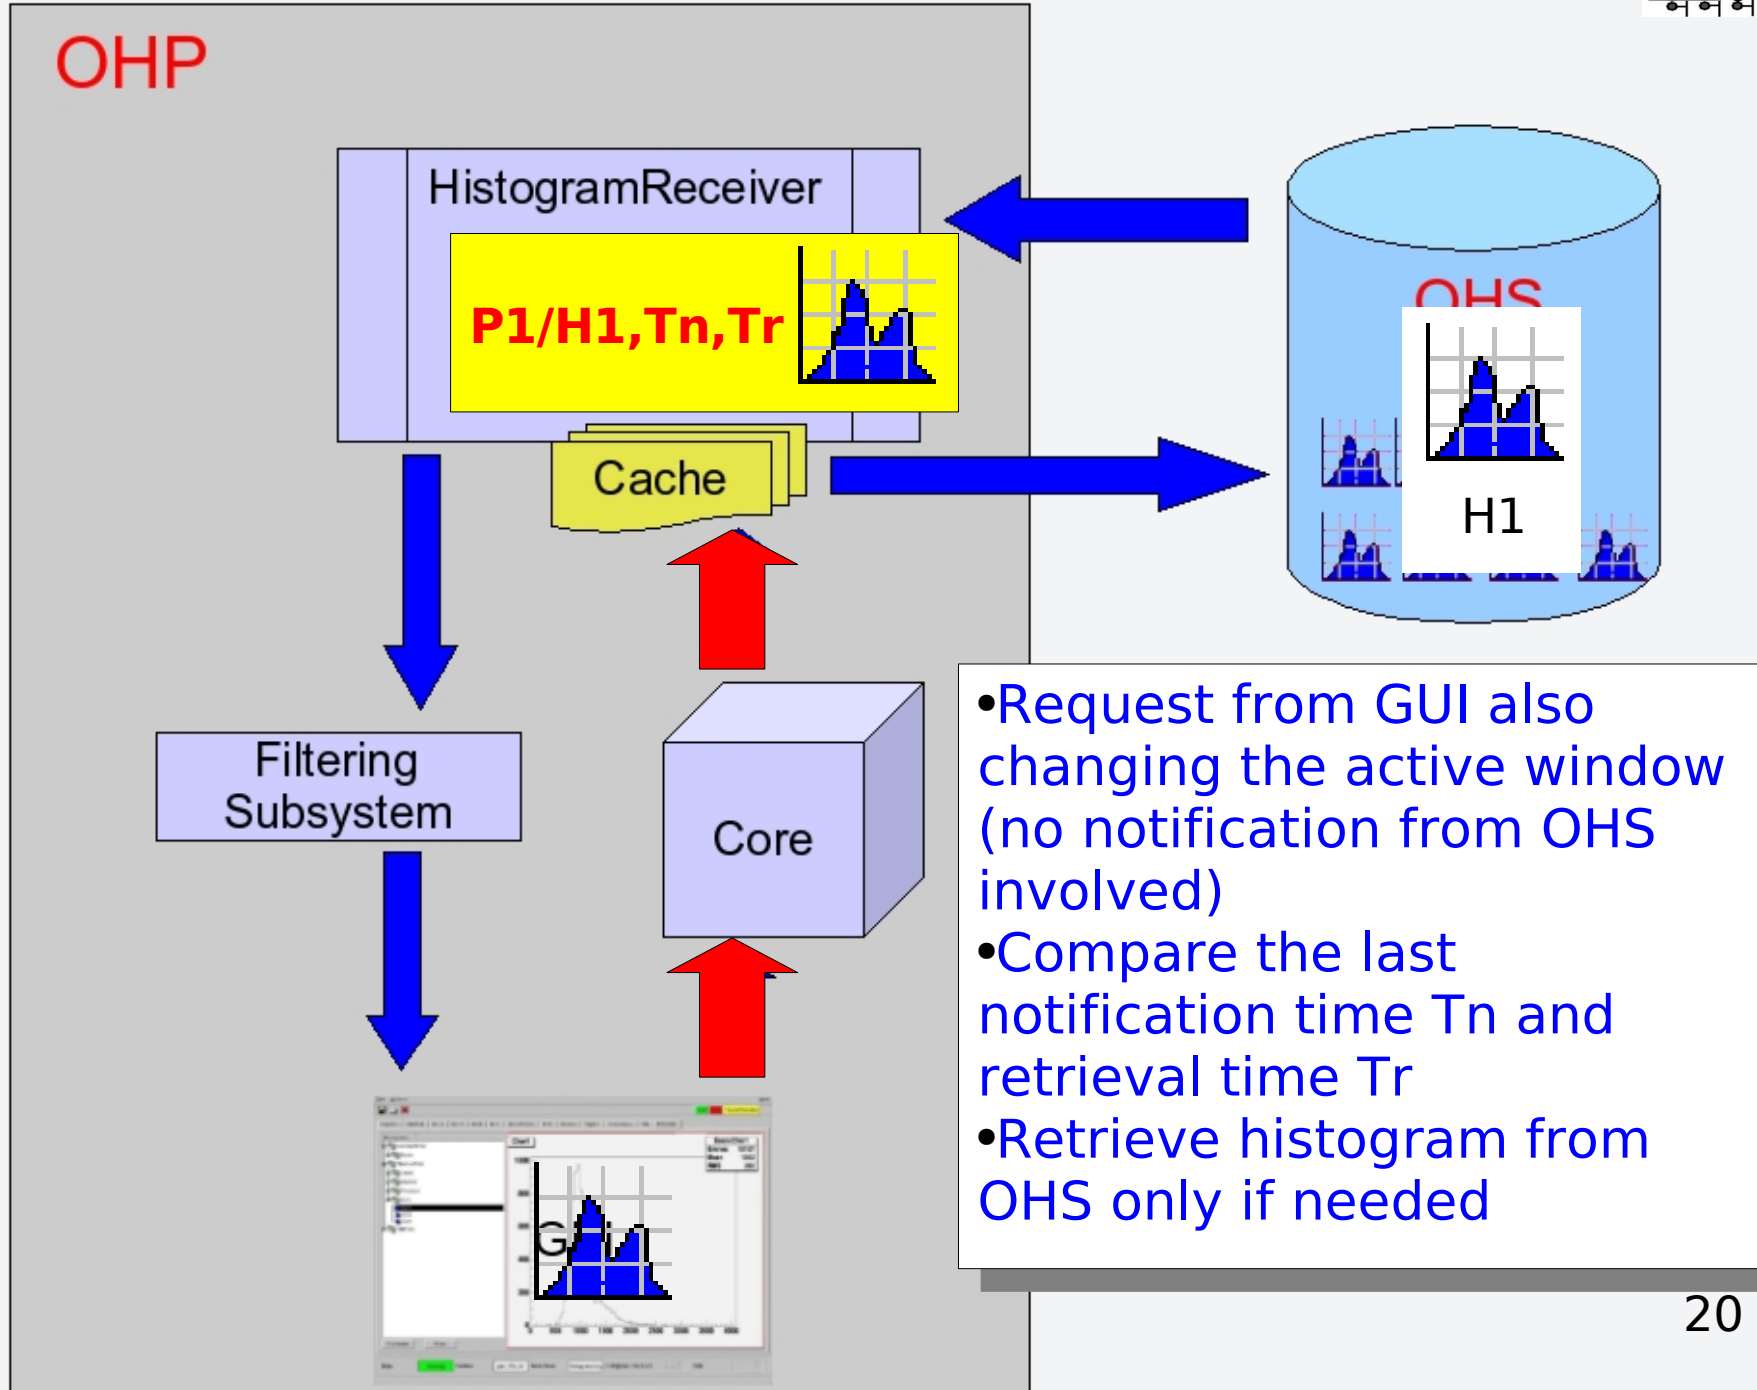 OHP
HistogramReceiver
P1/H1,Tn,Tr
OHS
Cache
H1
Filtering
Subsystem
Core
•Request from GUI also
changing the active window
(no notification from OHS
involved)
•Compare the last
notification time Tn and
retrieval time Tr
•Retrieve histogram from
OHS only if needed
20